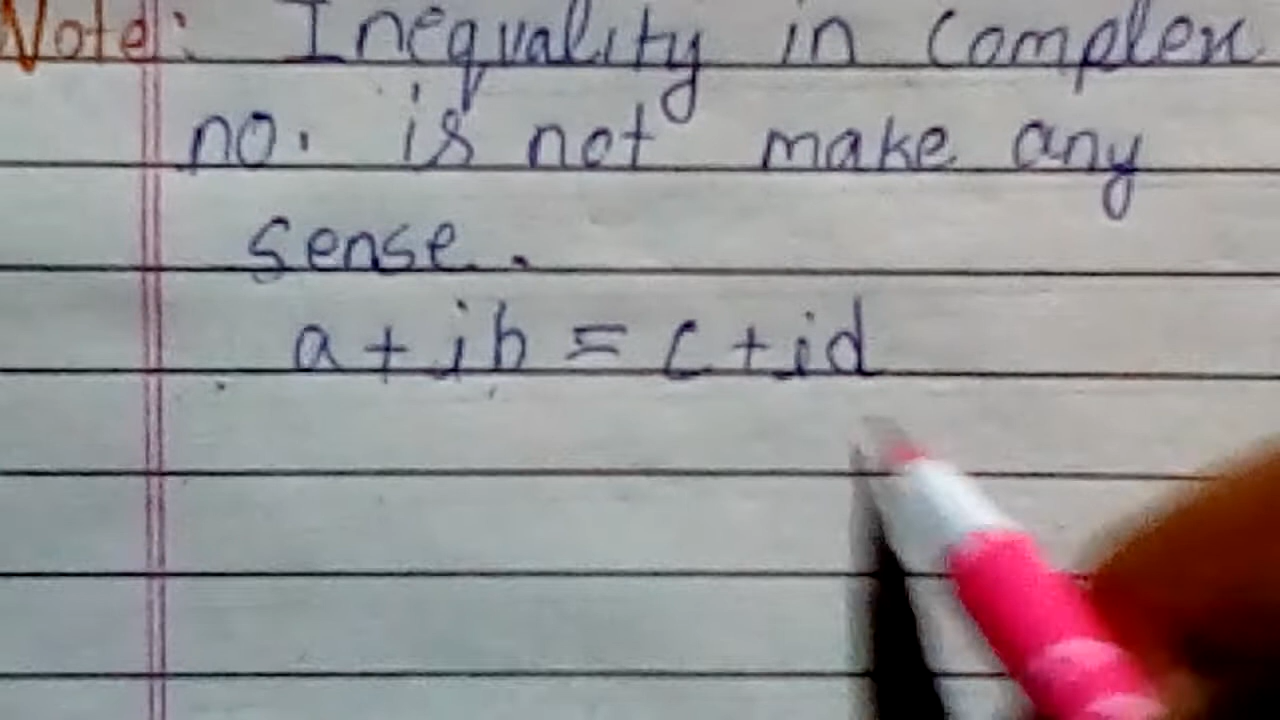 Note: Inequality in Complex
no. is not make any
sense.
a + ib = c + id